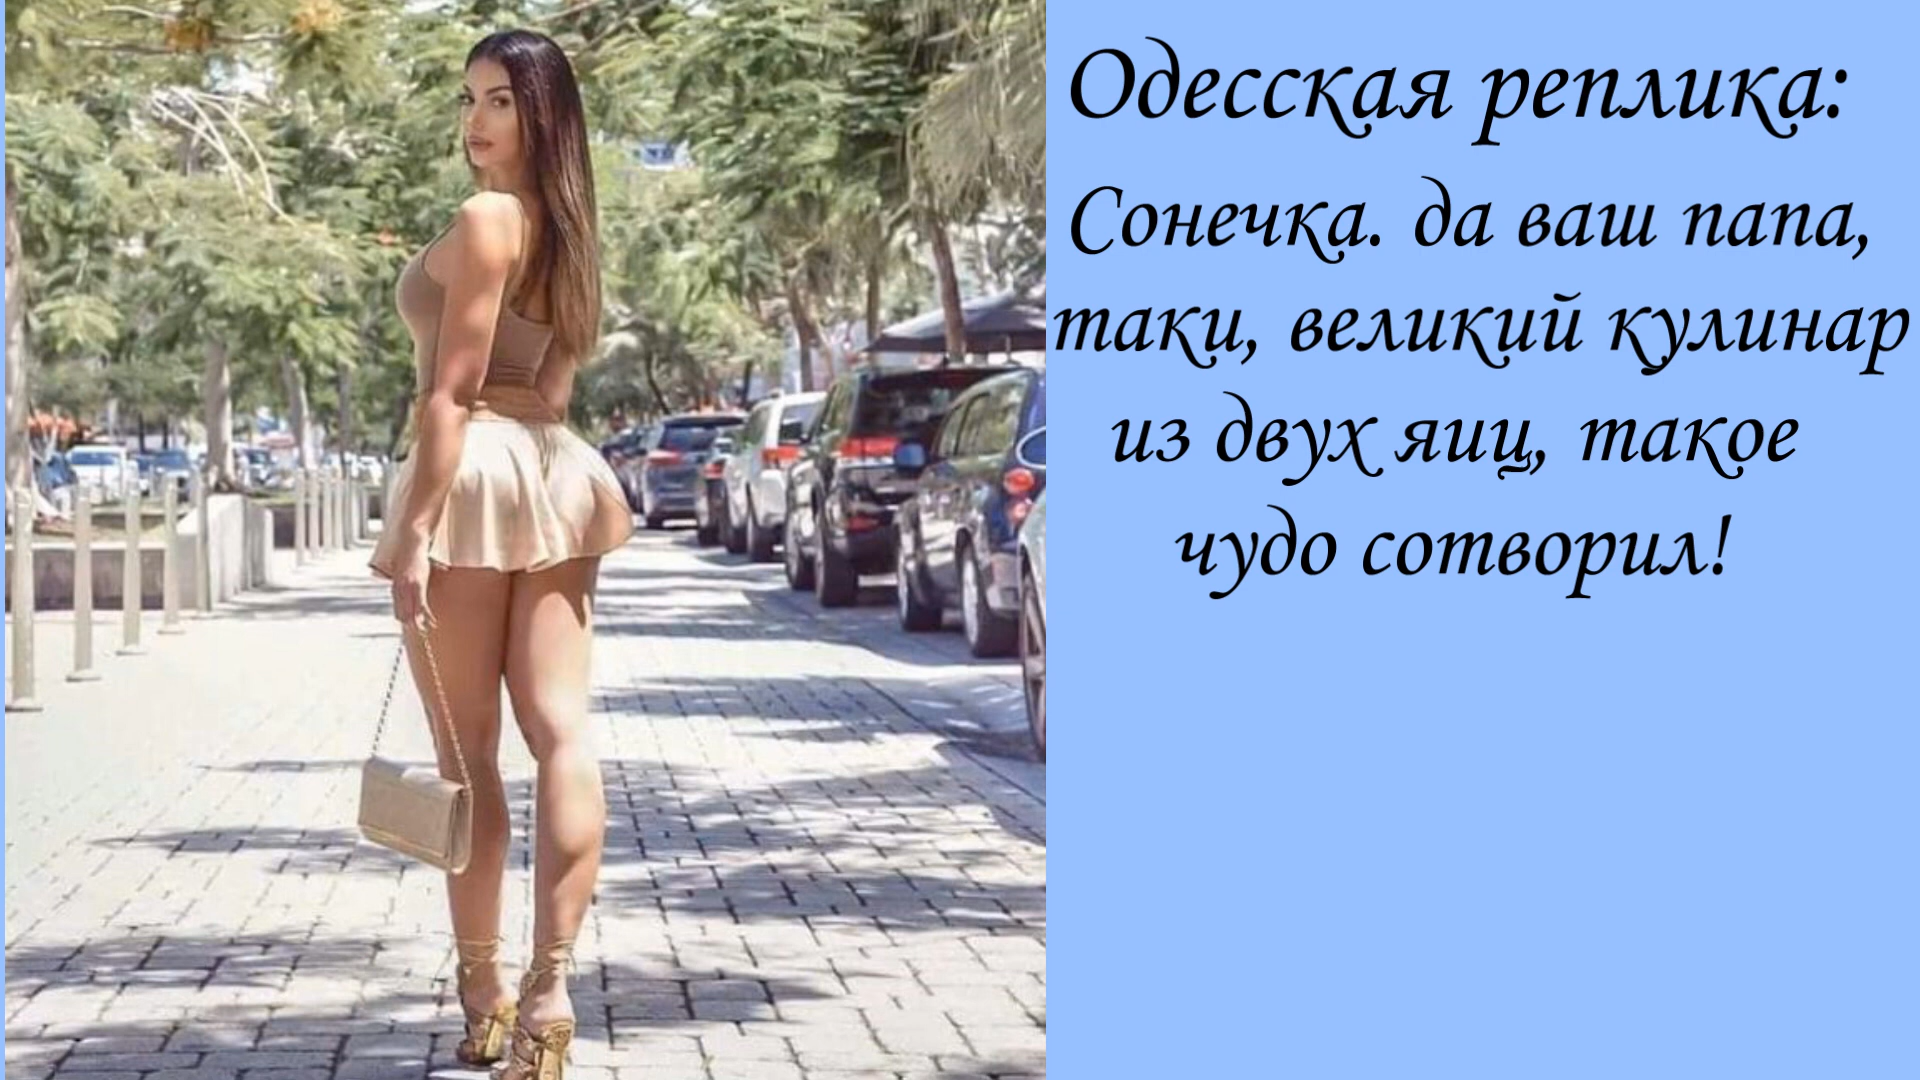 Одесская реплика:
Сонечка. да ваш папа,
таки, великий кулинар
из двух яиц, такое
чудо сотворил!